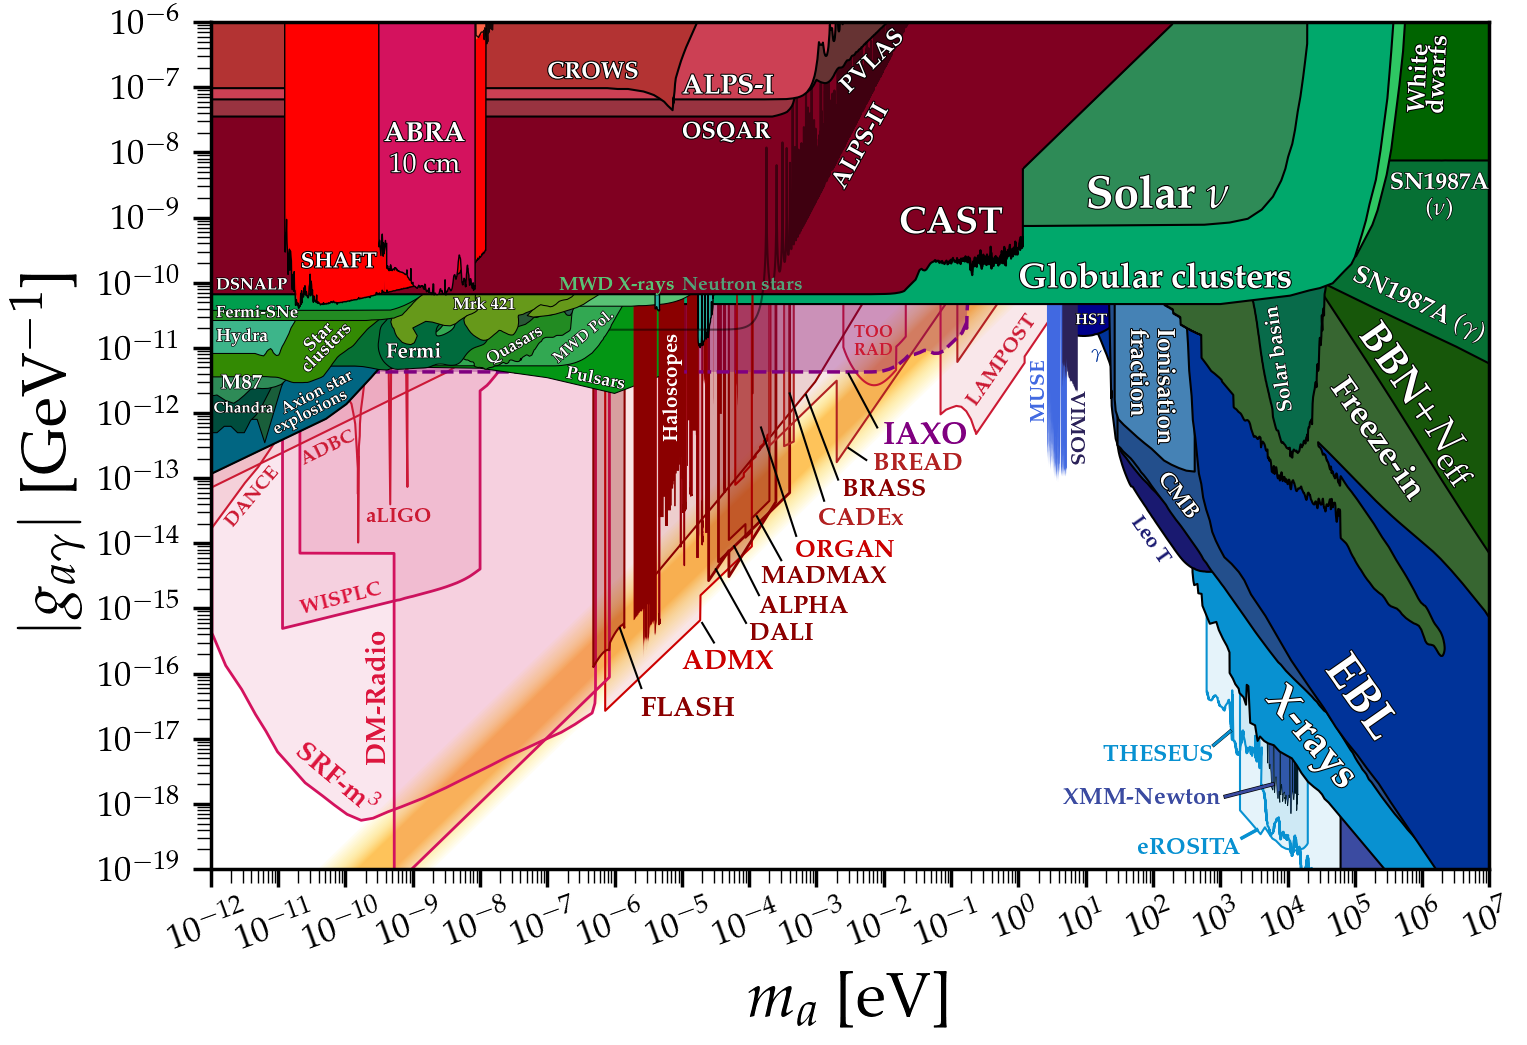 10⁻⁶
10⁻⁷
10⁻⁸
10⁻⁹
10⁻¹⁰
10⁻¹¹
10⁻¹²
10⁻¹³
10⁻¹⁴
10⁻¹⁵
10⁻¹⁶
10⁻¹⁷
10⁻¹⁸
10⁻¹⁹
|g_aγ| [GeV⁻¹]
CROWS
ALPS-I
PVLAS
OSQAR
ALPS-II
ABRA
10 cm
SHAFT
CAST
Solar ν
Globular clusters
White
dwarfs
SN1987A
(ν)
SN1987A (γ)
DSNALP
MWD X-rays
Neutron stars
Fermi-SNe
Mrk 421
Hydra
Star
clusters
Fermi
Quasars
MWD Pol.
Pulsars
M87
Chandra
Axion star
explosions
Haloscopes
TOO
RAD
LAMPOST
MUSE
VIMOS
HST
γ
Ionisation
fraction
Solar basin
BBN+N_eff
Freeze-in
CMB
Leo T
EBL
X-rays
DANCE
ADBC
aLIGO
WISPLC
DM-Radio
SRF-m³
IAXO
BREAD
BRASS
CADEx
ORGAN
MADMAX
ALPHA
DALI
ADMX
FLASH
THESEUS
XMM-Newton
eROSITA
10⁻¹² 10⁻¹¹ 10⁻¹⁰ 10⁻⁹ 10⁻⁸ 10⁻⁷ 10⁻⁶ 10⁻⁵ 10⁻⁴ 10⁻³ 10⁻² 10⁻¹ 10⁰ 10¹ 10² 10³ 10⁴ 10⁵ 10⁶ 10⁷
m_a [eV]